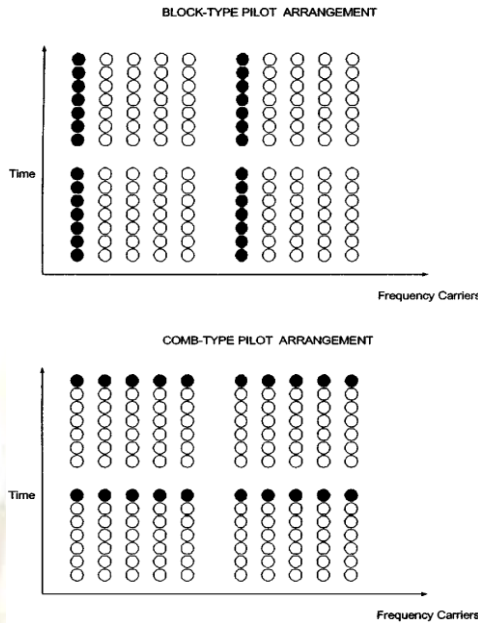 BLOCK-TYPE PILOT ARRANGEMENT
Time
Frequency Carriers
COMB-TYPE PILOT ARRANGEMENT
Time
Frequency Carriers